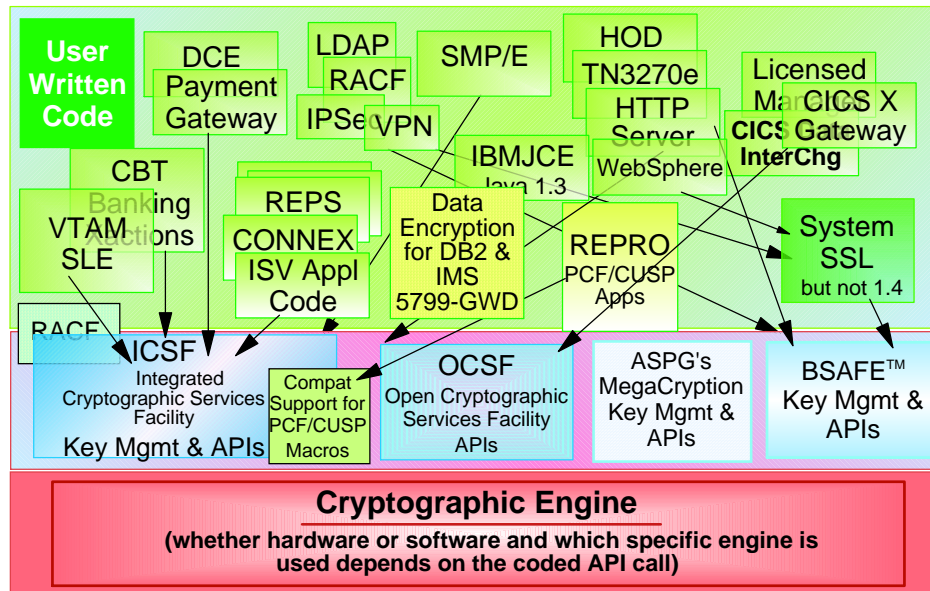 User
Written
Code
DCE
Payment
Gateway
LDAP
RACF
IPSec
VPN
SMP/E
HOD
TN3270e
HTTP
Server
WebSphere
Licensed
Manager
CICS X
Gateway
CICS
InterChg
CBT
Banking
Xactions
VTAM
SLE
REPS
CONNEX
ISV Appl
Code
IBMJCE
Java 1.3
Data
Encryption
for DB2 &
IMS
5799-GWD
REPRO
PCF/CUSP
Apps
System
SSL
but not 1.4
RACF
ICSF
Integrated
Cryptographic Services
Facility
Key Mgmt & APIs
Compat
Support for
PCF/CUSP
Macros
OCSF
Open Cryptographic
Services Facility
APIs
ASPG's
MegaCryption
Key Mgmt &
APIs
BSAFE™
Key Mgmt &
APIs
Cryptographic Engine
(whether hardware or software and which specific engine is
used depends on the coded API call)